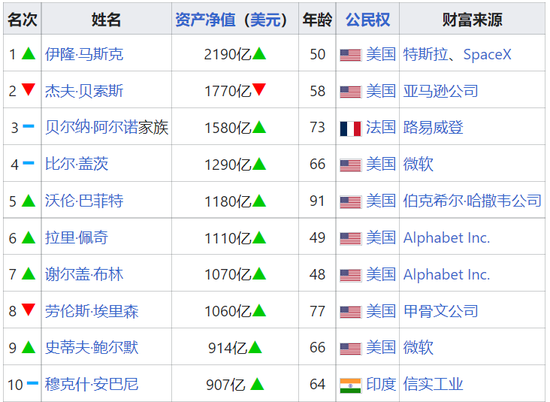 名次 姓名 资产净值（美元） 年龄 公民权 财富来源
1 ▲ 伊隆·马斯克 2190亿▲ 50 美国 特斯拉、SpaceX
2 ▼ 杰夫·贝索斯 1770亿▼ 58 美国 亚马逊公司
3 − 贝尔纳·阿尔诺家族 1580亿▲ 73 法国 路易威登
4 − 比尔·盖茨 1290亿▲ 66 美国 微软
5 ▲ 沃伦·巴菲特 1180亿▲ 91 美国 伯克希尔·哈撒韦公司
6 ▲ 拉里·佩奇 1110亿▲ 49 美国 Alphabet Inc.
7 ▲ 谢尔盖·布林 1070亿▲ 48 美国 Alphabet Inc.
8 ▼ 劳伦斯·埃里森 1060亿▲ 77 美国 甲骨文公司
9 ▲ 史蒂夫·鲍尔默 914亿▲ 66 美国 微软
10 − 穆克什·安巴尼 907亿 ▲ 64 印度 信实工业